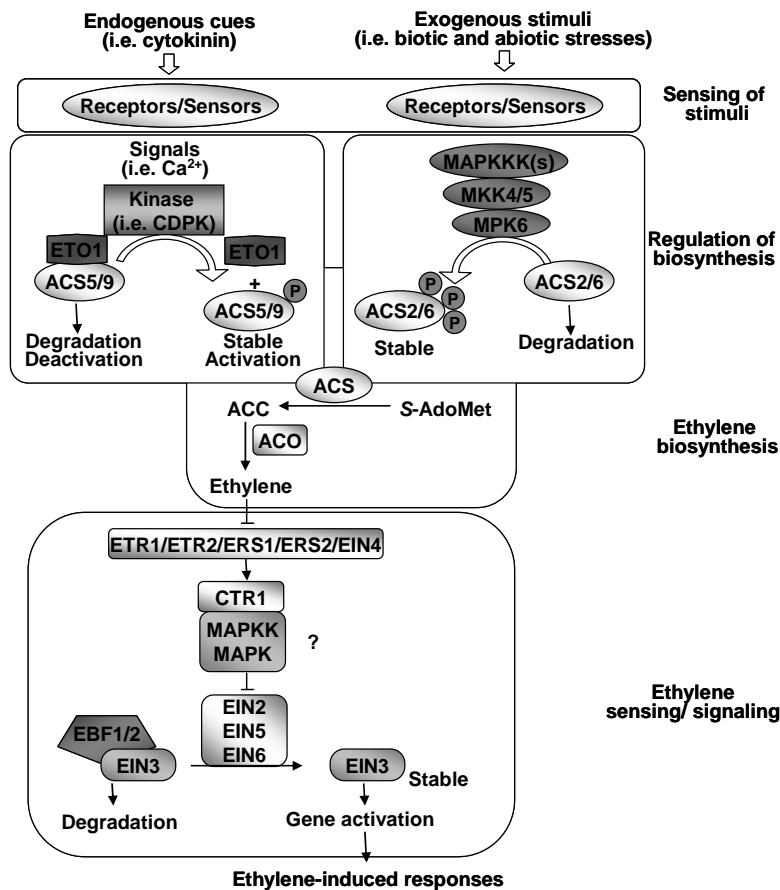 Endogenous cues
(i.e. cytokinin)
Exogenous stimuli
(i.e. biotic and abiotic stresses)
Receptors/Sensors
Receptors/Sensors
Sensing of
stimuli
Signals
(i.e. Ca²⁺)
Kinase
(i.e. CDPK)
ETO1
ETO1
ACS5/9
+
P
ACS5/9
Degradation
Deactivation
Stable
Activation
MAPKKK(s)
MKK4/5
MPK6
P
P
P
ACS2/6
ACS2/6
Stable
Degradation
Regulation of
biosynthesis
ACS
ACC
S-AdoMet
ACO
Ethylene
Ethylene
biosynthesis
ETR1/ETR2/ERS1/ERS2/EIN4
CTR1
MAPKK
MAPK
?
EIN2
EIN5
EIN6
EBF1/2
EIN3
EIN3
Stable
Degradation
Gene activation
Ethylene
sensing/ signaling
Ethylene-induced responses